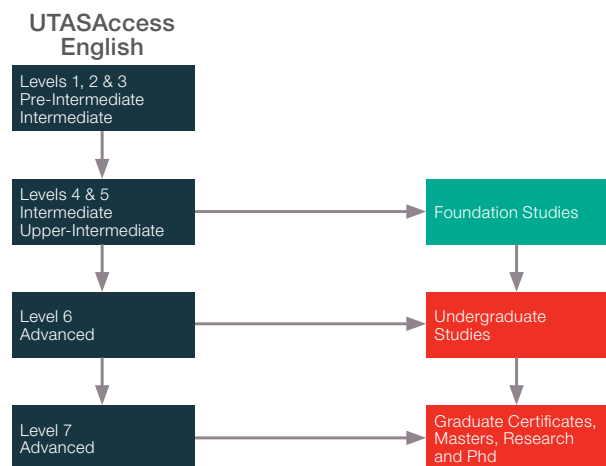 UTASAccess
English
Levels 1, 2 & 3
Pre-Intermediate
Intermediate
Levels 4 & 5
Intermediate
Upper-Intermediate
Foundation Studies
Level 6
Advanced
Undergraduate
Studies
Level 7
Advanced
Graduate Certificates,
Masters, Research
and Phd